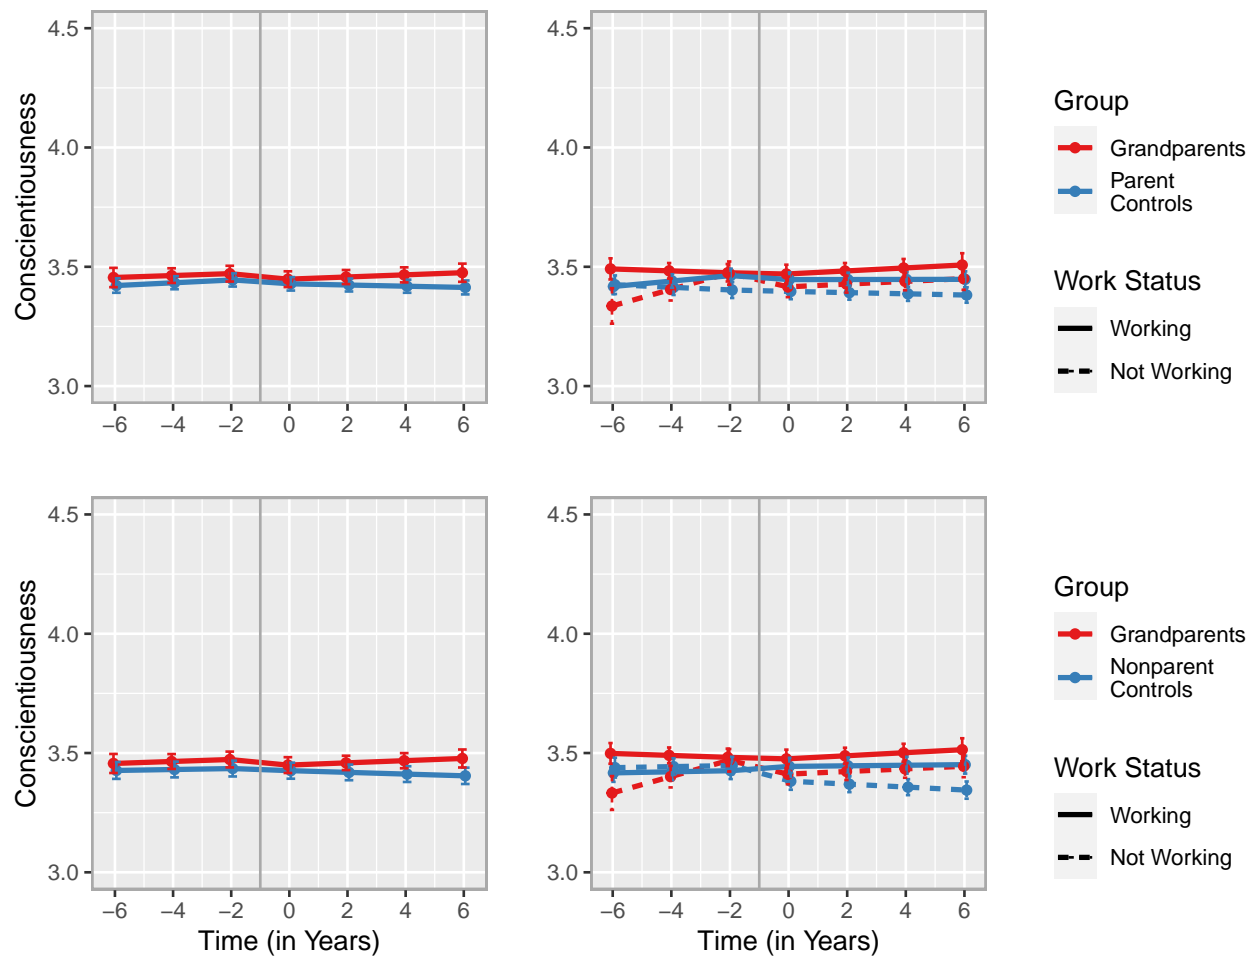 4.5
4.0
3.5
3.0
Conscientiousness
−6 −4 −2 0 2 4 6
4.5
4.0
3.5
3.0
−6 −4 −2 0 2 4 6
Group
Grandparents
Parent
Controls
Work Status
Working
Not Working
4.5
4.0
3.5
3.0
Conscientiousness
−6 −4 −2 0 2 4 6
Time (in Years)
4.5
4.0
3.5
3.0
−6 −4 −2 0 2 4 6
Time (in Years)
Group
Grandparents
Nonparent
Controls
Work Status
Working
Not Working